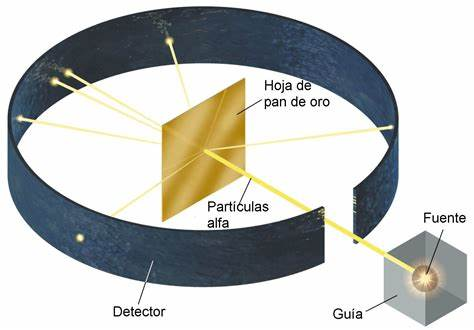 Hoja de
pan de oro
Partículas
alfa
Fuente
Detector
Guía